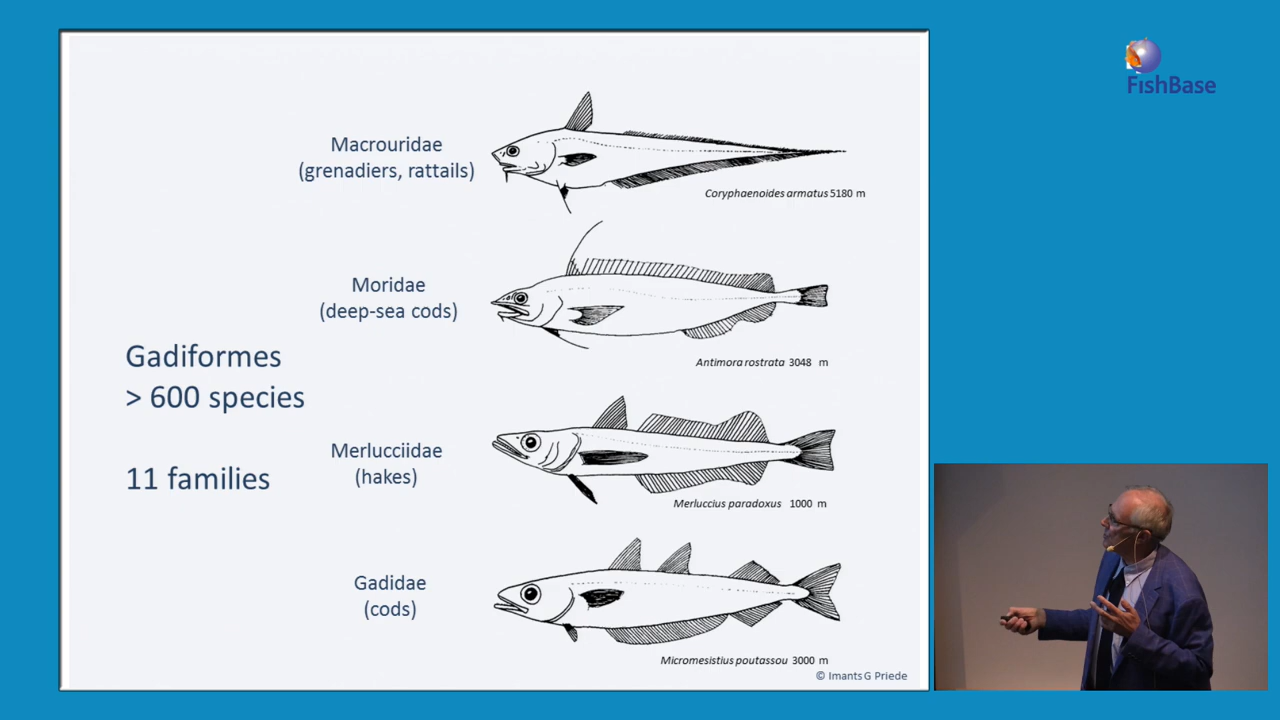 FishBase
Macrouridae
(grenadiers, rattails)
Coryphaenoides armatus 5180 m
Moridae
(deep-sea cods)
Antimora rostrata 3048 m
Gadiformes
> 600 species
11 families
Merlucciidae
(hakes)
Merluccius paradoxus 1000 m
Gadidae
(cods)
Micromesistius poutassou 3000 m
© Imants G Priede